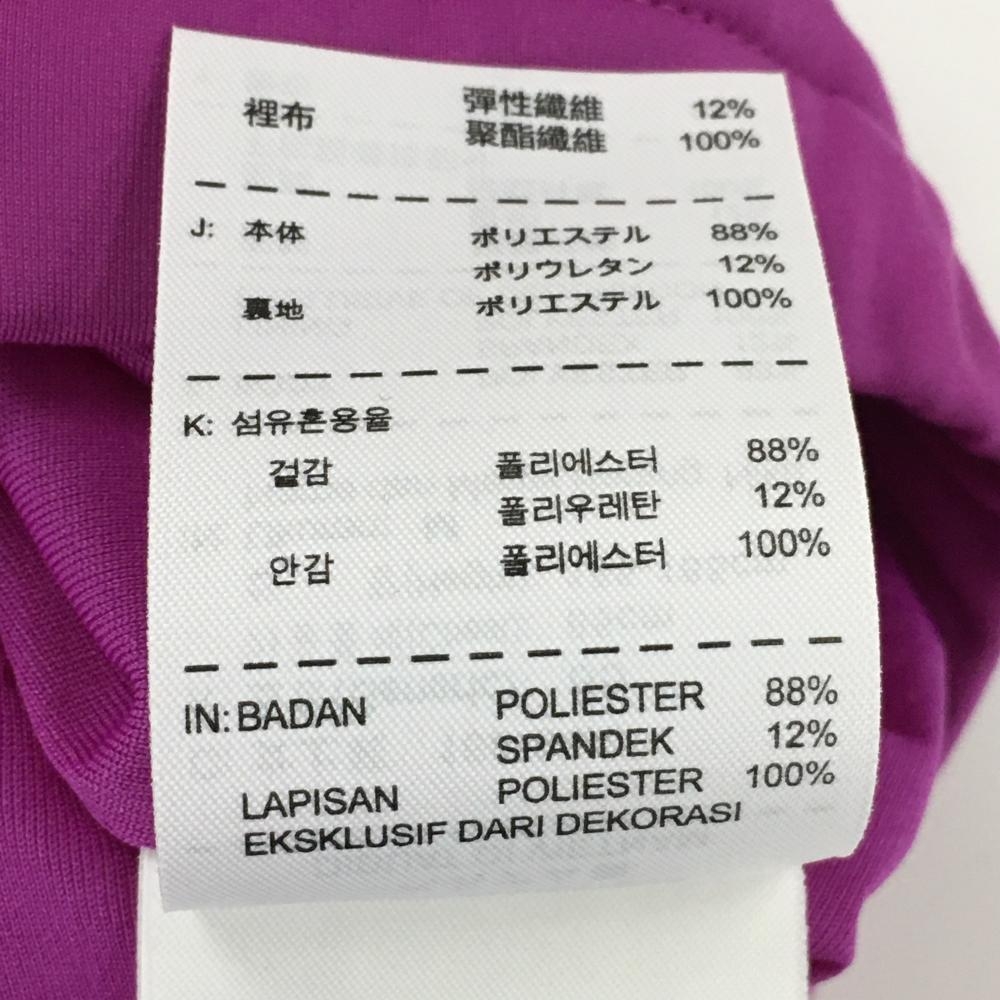 彈性纖維 12%
裡布 聚酯纖維 100%
J: 本体 ポリエステル 88%
ポリウレタン 12%
裏地 ポリエステル 100%
K: 섬유혼용율
겉감 폴리에스터 88%
폴리우레탄 12%
안감 폴리에스터 100%
IN: BADAN POLIESTER 88%
SPANDEK 12%
LAPISAN POLIESTER 100%
EKSKLUSIF DARI DEKORASI